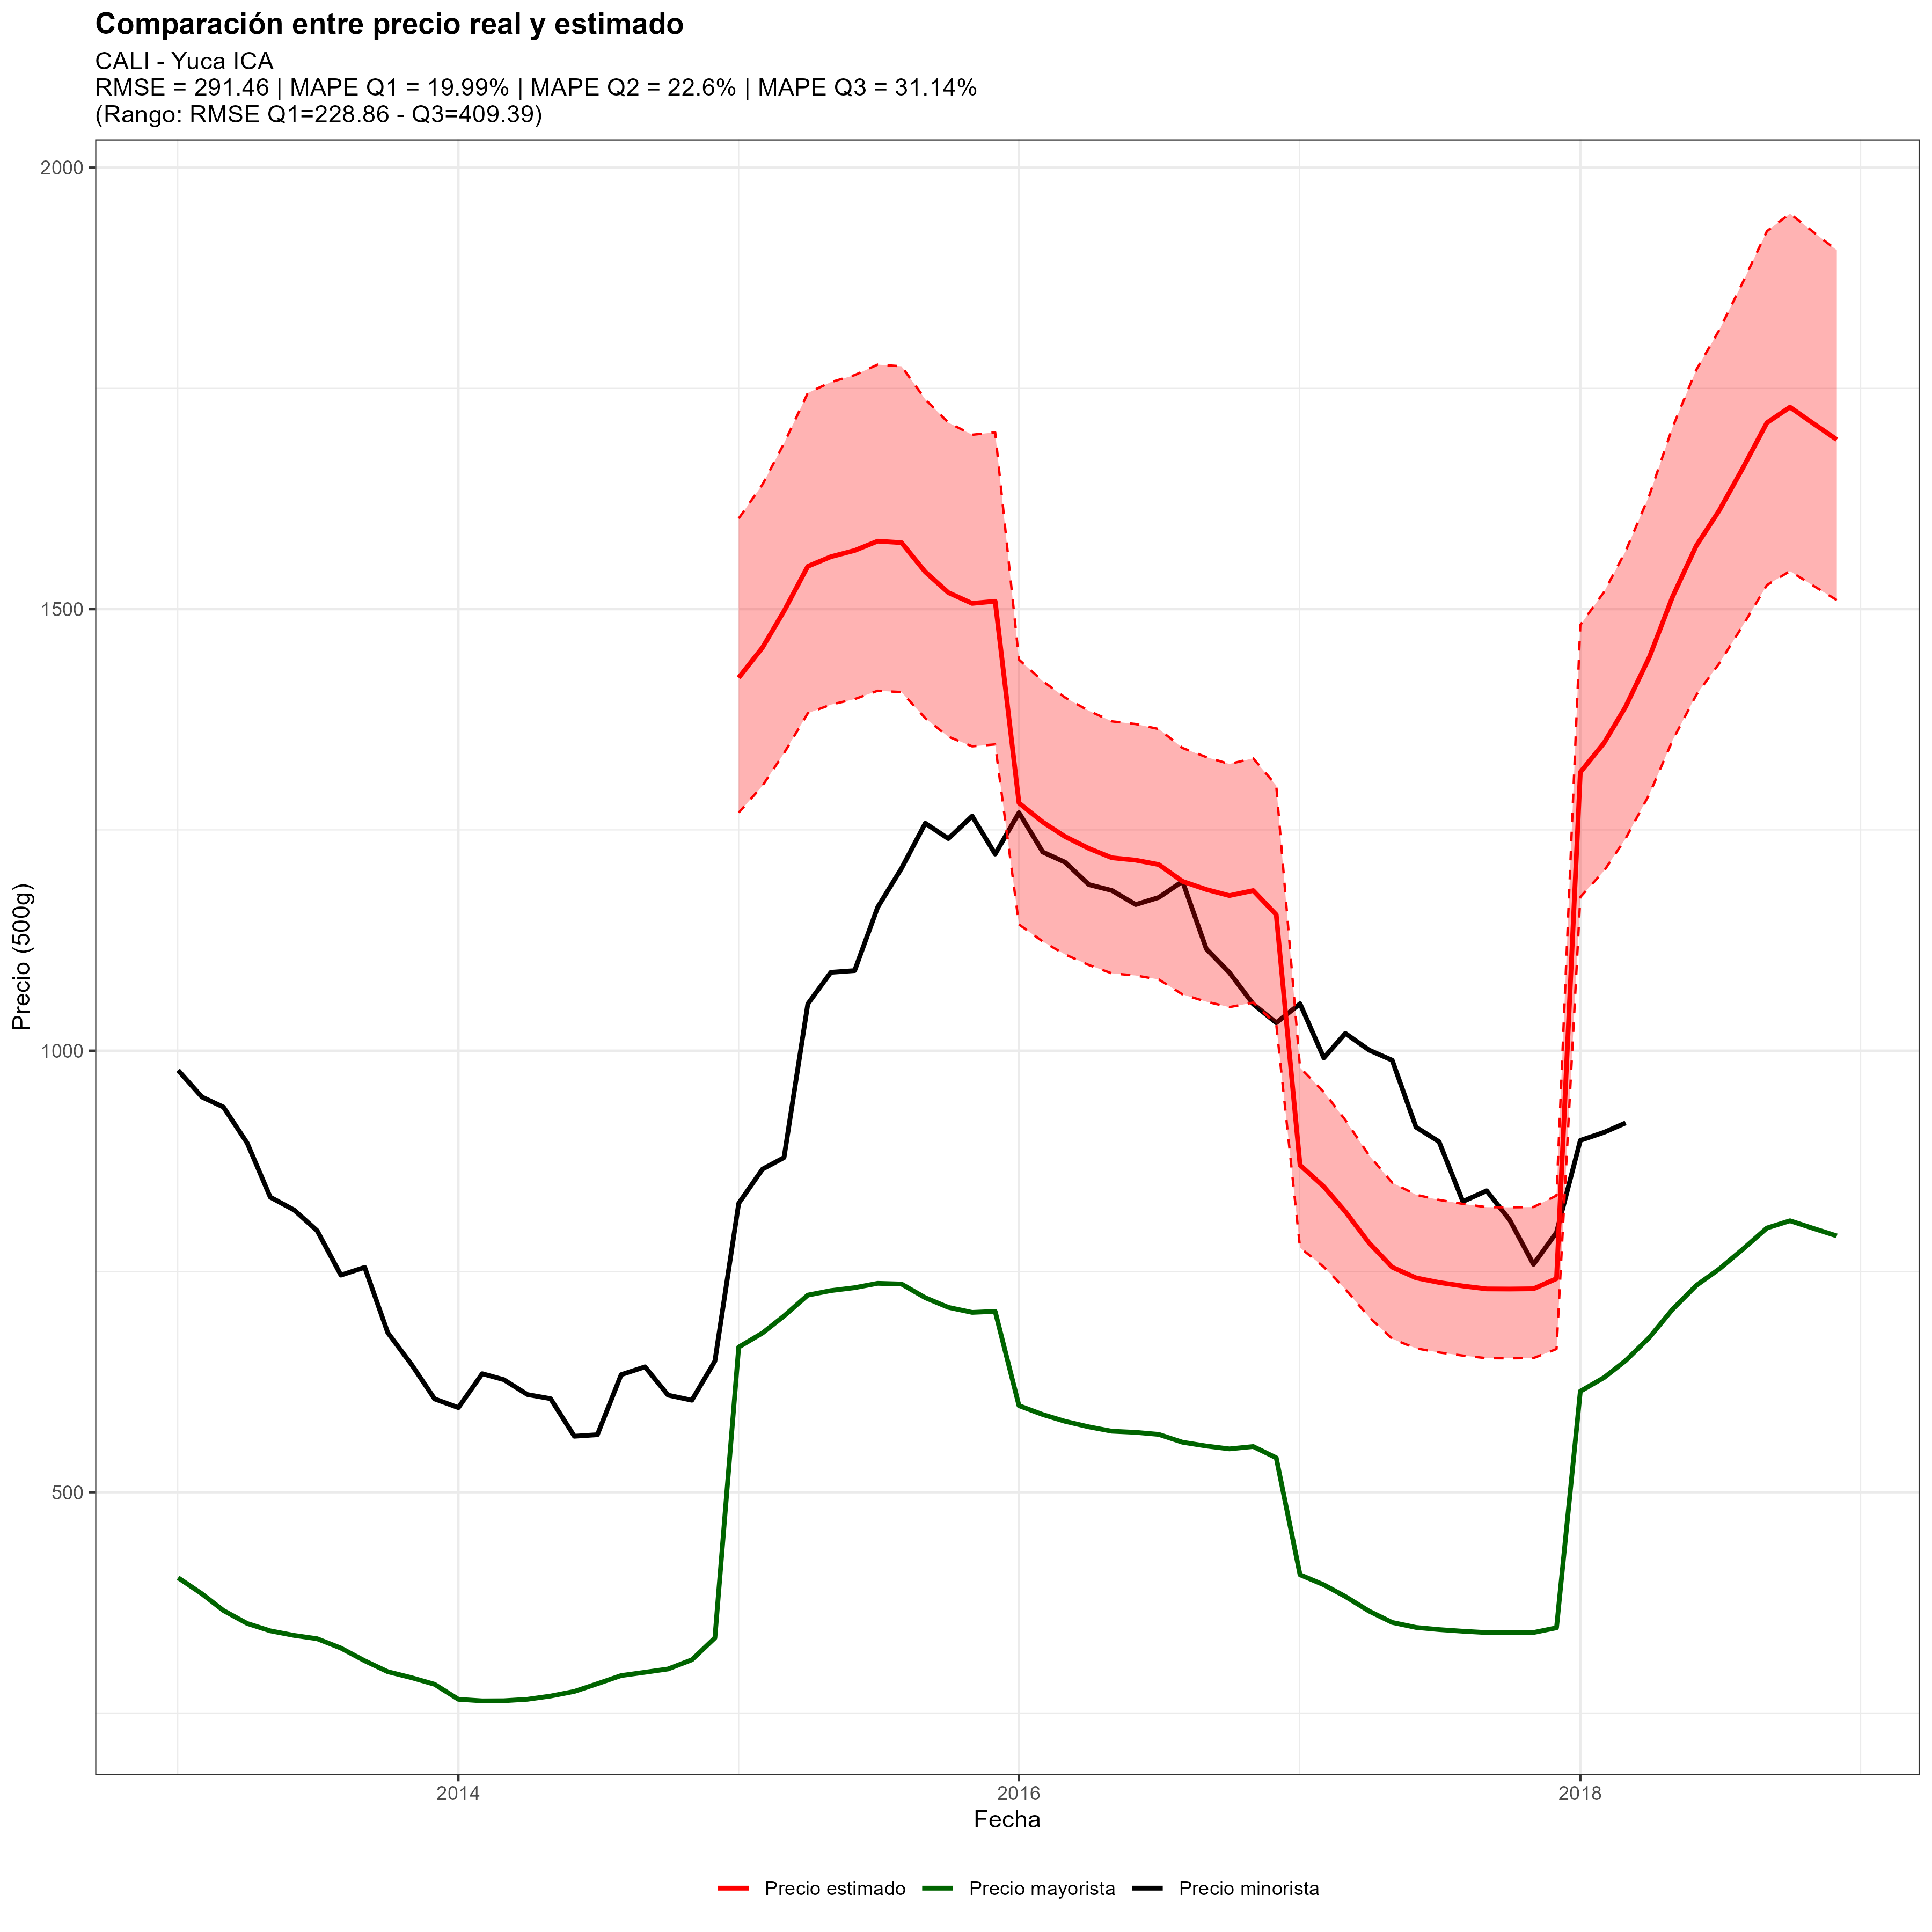 Comparación entre precio real y estimado
CALI - Yuca ICA
RMSE = 291.46 | MAPE Q1 = 19.99% | MAPE Q2 = 22.6% | MAPE Q3 = 31.14%
(Rango: RMSE Q1=228.86 - Q3=409.39)
2000
1500
1000
500
Precio (500g)
2014
2016
2018
Fecha
Precio estimado
Precio mayorista
Precio minorista